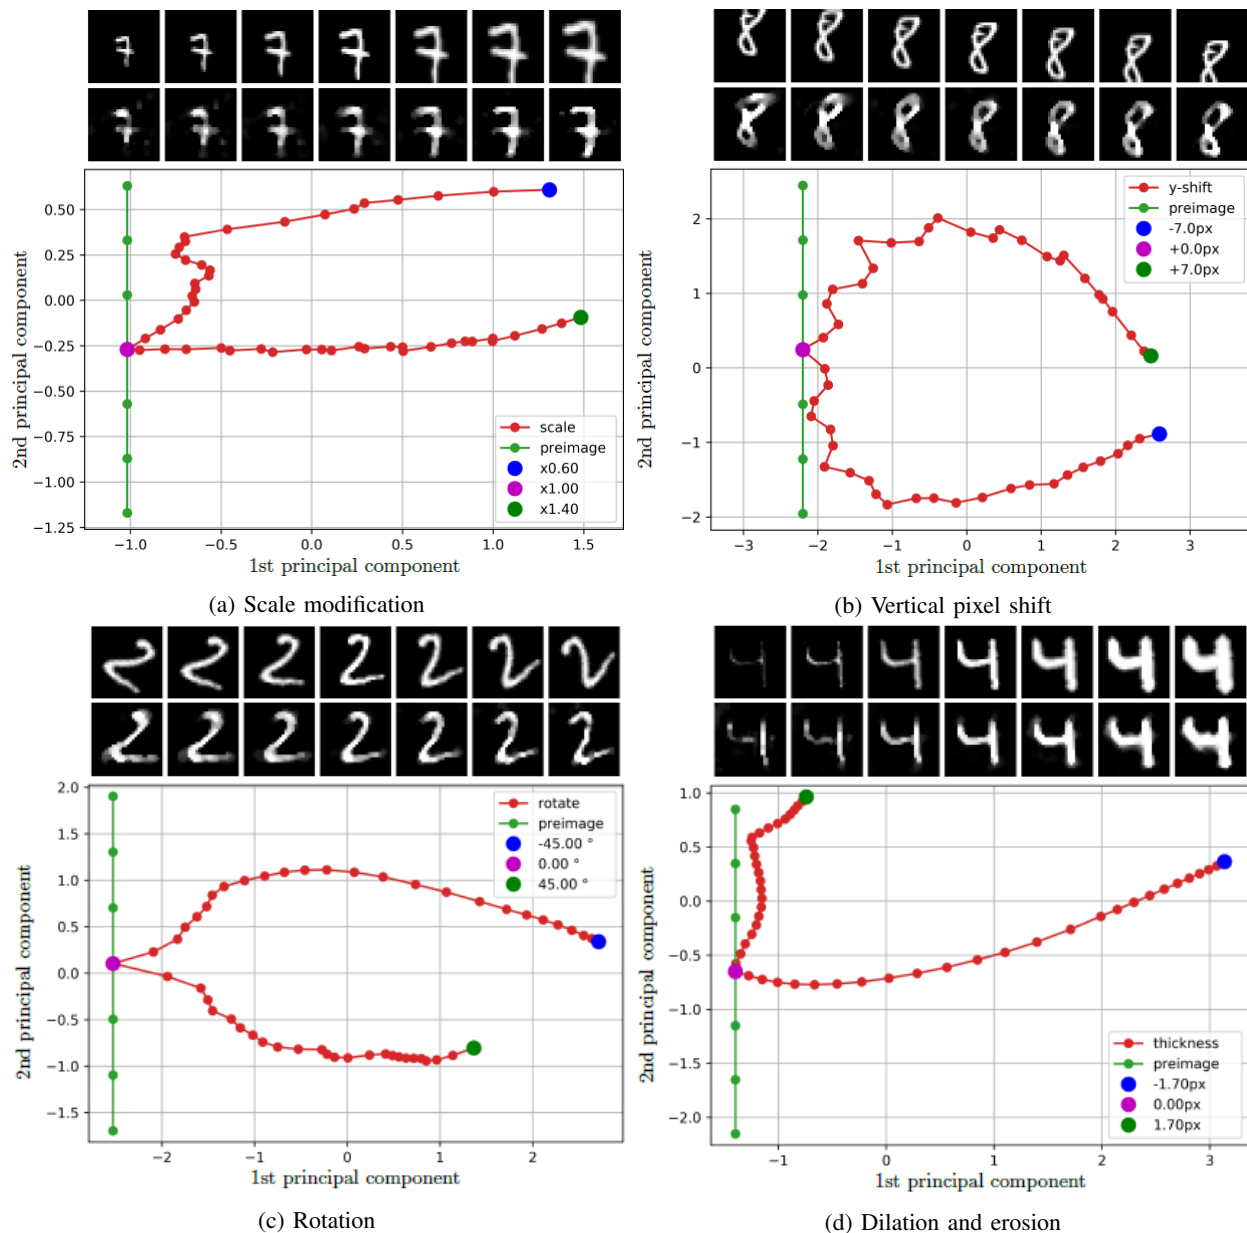 0.50
0.25
0.00
−0.25
−0.50
−0.75
−1.00
−1.25
2nd principal component
scale
preimage
x0.60
x1.00
x1.40
−1.0
−0.5
0.0
0.5
1.0
1.5
1st principal component
(a) Scale modification
2
1
0
−1
−2
2nd principal component
y-shift
preimage
-7.0px
+0.0px
+7.0px
−3
−2
−1
0
1
2
3
1st principal component
(b) Vertical pixel shift
2.0
1.5
1.0
0.5
0.0
−0.5
−1.0
−1.5
2nd principal component
rotate
preimage
-45.00 °
0.00 °
45.00 °
−2
−1
0
1
2
1st principal component
(c) Rotation
1.0
0.5
0.0
−0.5
−1.0
−1.5
−2.0
2nd principal component
thickness
preimage
-1.70px
0.00px
1.70px
−1
0
1
2
3
1st principal component
(d) Dilation and erosion